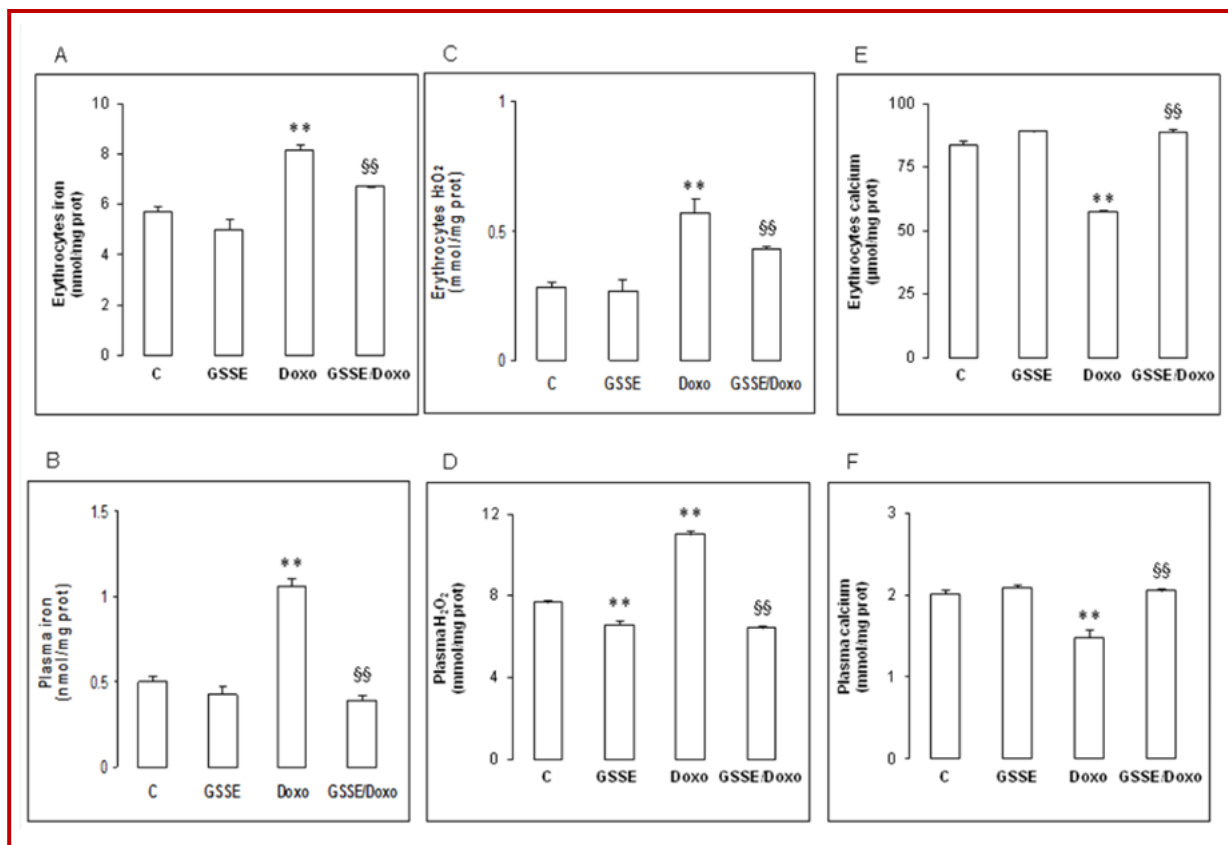 A
Erythrocytes iron
(nmol/mg prot)
10
8
6
4
2
0
**
§§
C GSSE Doxo GSSE/Doxo
C
Erythrocytes H2O2
(mmol/mg prot)
1
0.5
0
**
§§
C GSSE Doxo GSSE/Doxo
E
Erythrocytes calcium
(µmol/mg prot)
100
75
50
25
0
**
§§
C GSSE Doxo GSSE/Doxo
B
Plasma iron
(nmol/mg prot)
1.5
1
0.5
0
**
§§
C GSSE Doxo GSSE/Doxo
D
Plasma H₂O₂
(mmol/mg prot)
12
8
4
0
**
**
§§
C GSSE Doxo GSSE/Doxo
F
Plasma calcium
(mmol/mg prot)
3
2
1
0
**
§§
C GSSE Doxo GSSE/Doxo